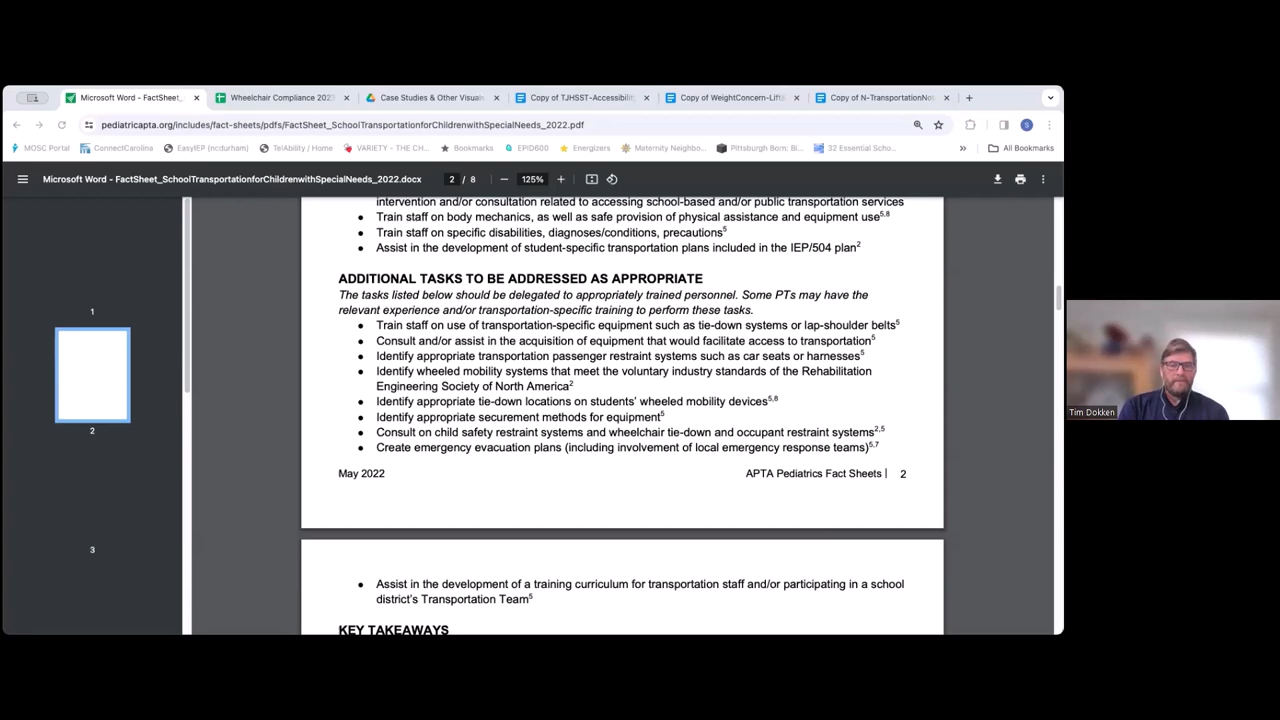 Microsoft Word - FactSheet_
Wheelchair Compliance 2023
Case Studies & Other Visual
Copy of TJHSST-Accessibility
Copy of WeightConcern-Lifts
Copy of N-TransportationNot
pediatricapta.org/includes/fact-sheets/pdfs/FactSheet_SchoolTransportationforChildrenwithSpecialNeeds_2022.pdf
S
MOSC Portal
ConnectCarolina
EasyIEP (ncdurham)
TelAbility / Home
VARIETY - THE CH...
Bookmarks
EPID600
Energizers
Maternity Neighbo...
Pittsburgh Born: Bi...
32 Essential Scho...
»
All Bookmarks
Microsoft Word - FactSheet_SchoolTransportationforChildrenwithSpecialNeeds_2022.docx
2 / 8
125%
intervention and/or consultation related to accessing school-based and/or public transportation services
• Train staff on body mechanics, as well as safe provision of physical assistance and equipment use5,8
• Train staff on specific disabilities, diagnoses/conditions, precautions5
• Assist in the development of student-specific transportation plans included in the IEP/504 plan2
ADDITIONAL TASKS TO BE ADDRESSED AS APPROPRIATE
The tasks listed below should be delegated to appropriately trained personnel. Some PTs may have the
relevant experience and/or transportation-specific training to perform these tasks.
• Train staff on use of transportation-specific equipment such as tie-down systems or lap-shoulder belts5
• Consult and/or assist in the acquisition of equipment that would facilitate access to transportation5
• Identify appropriate transportation passenger restraint systems such as car seats or harnesses5
• Identify wheeled mobility systems that meet the voluntary industry standards of the Rehabilitation
Engineering Society of North America2
• Identify appropriate tie-down locations on students' wheeled mobility devices5,8
• Identify appropriate securement methods for equipment5
• Consult on child safety restraint systems and wheelchair tie-down and occupant restraint systems2,5
• Create emergency evacuation plans (including involvement of local emergency response teams)5,7
May 2022
APTA Pediatrics Fact Sheets | 2
• Assist in the development of a training curriculum for transportation staff and/or participating in a school
district's Transportation Team5
KEY TAKEAWAYS
1
2
3
Tim Dokken